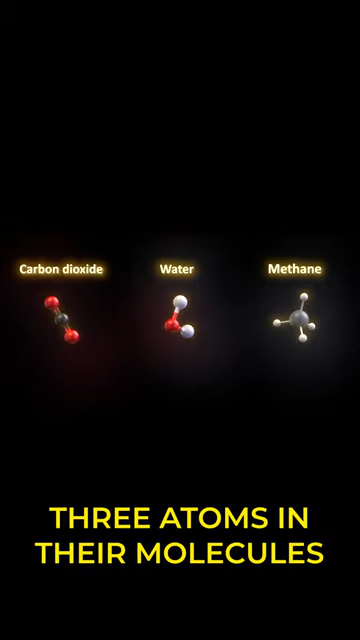 Carbon dioxide
Water
Methane
THREE ATOMS IN
THEIR MOLECULES